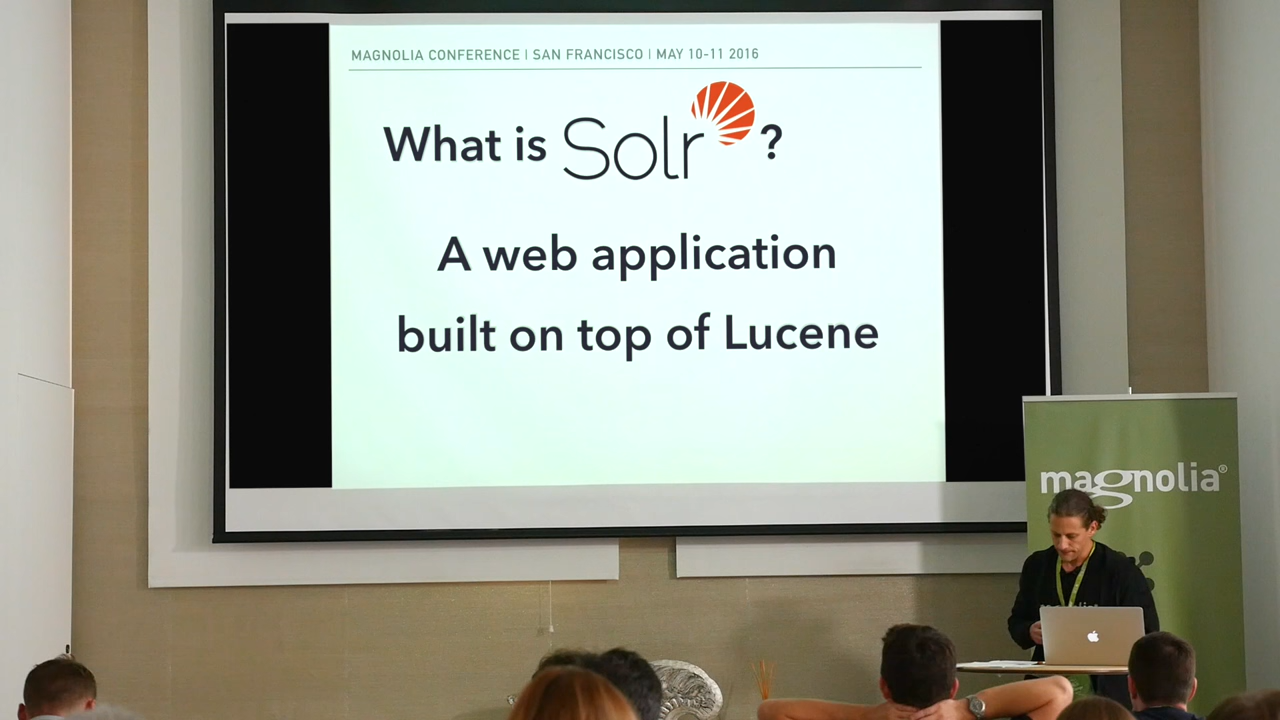 MAGNOLIA CONFERENCE | SAN FRANCISCO | MAY 10-11 2016
What is Solr ?
A web application
built on top of Lucene
magnolia®